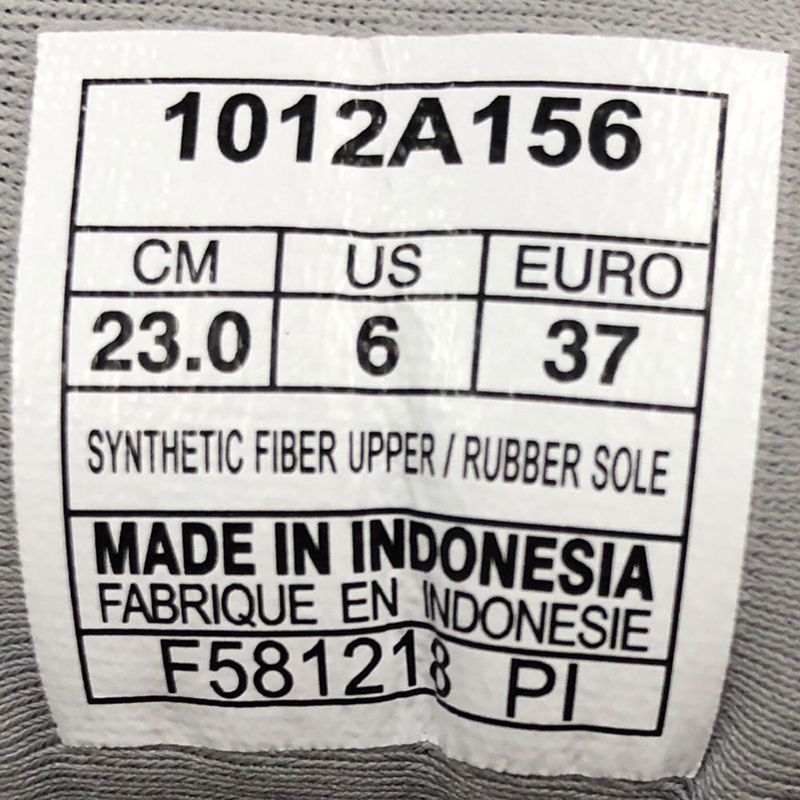 1012A156
CM US EURO
23.0 6 37
SYNTHETIC FIBER UPPER / RUBBER SOLE
MADE IN INDONESIA
FABRIQUE EN INDONESIE
F581218 PI